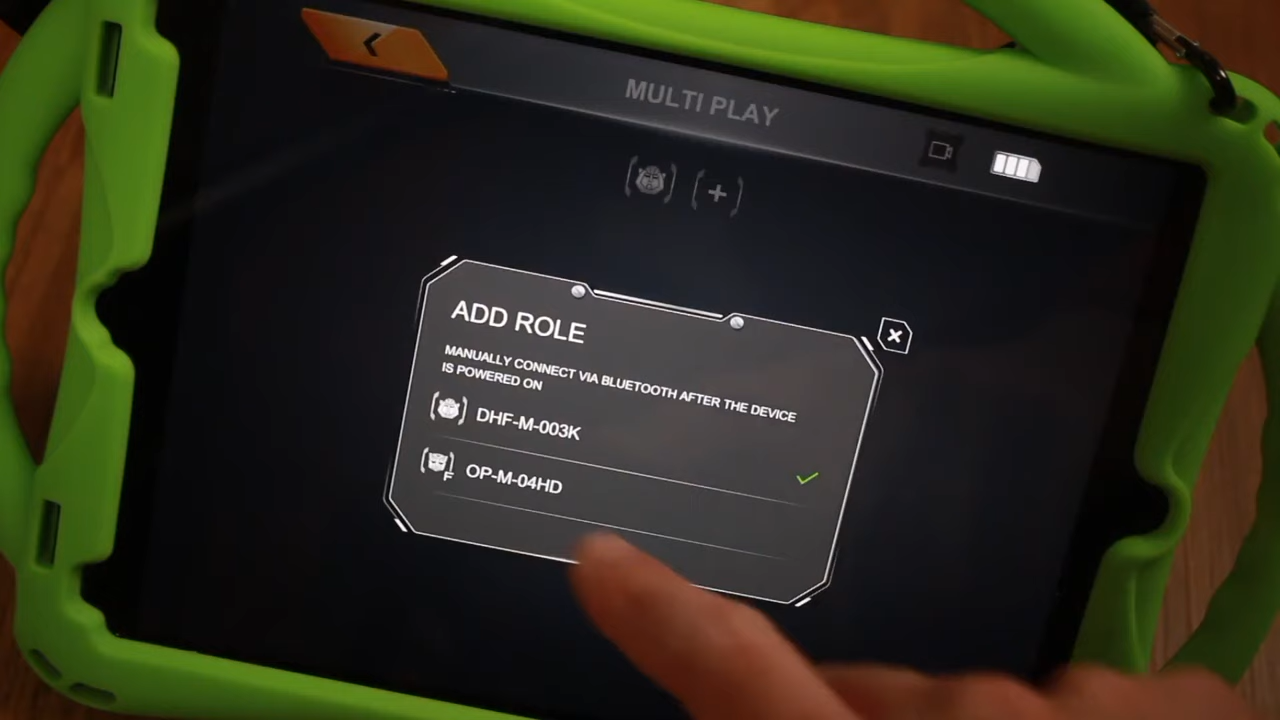 MULTI PLAY
ADD ROLE
MANUALLY CONNECT VIA BLUETOOTH AFTER THE DEVICE
IS POWERED ON
DHF-M-003K
F
OP-M-04HD